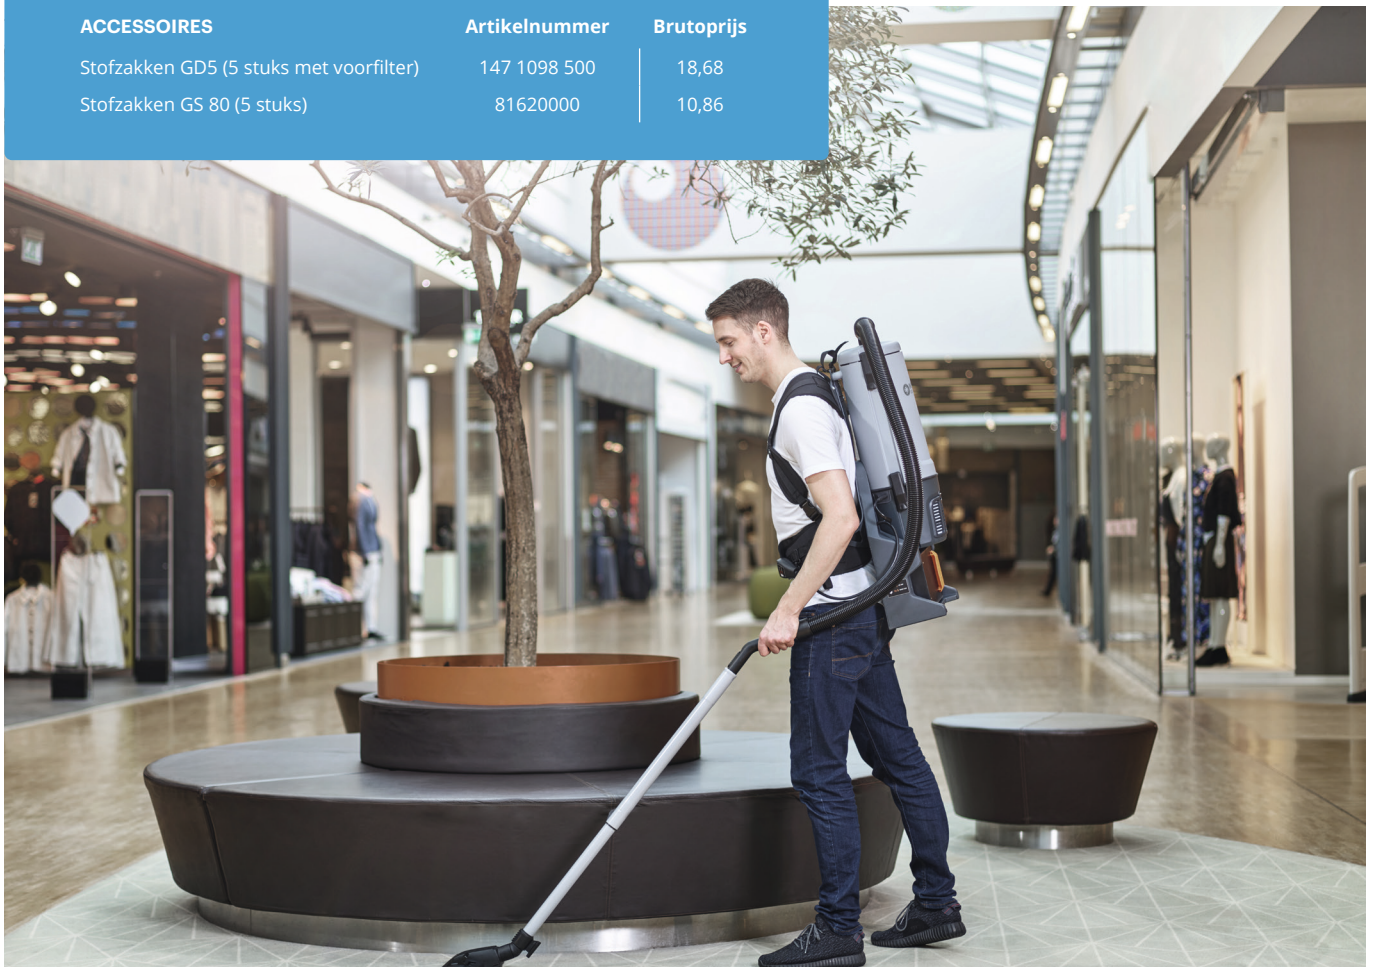 ACCESSOIRES Artikelnummer Brutoprijs
Stofzakken GD5 (5 stuks met voorfilter) 147 1098 500 18,68
Stofzakken GS 80 (5 stuks) 81620000 10,86